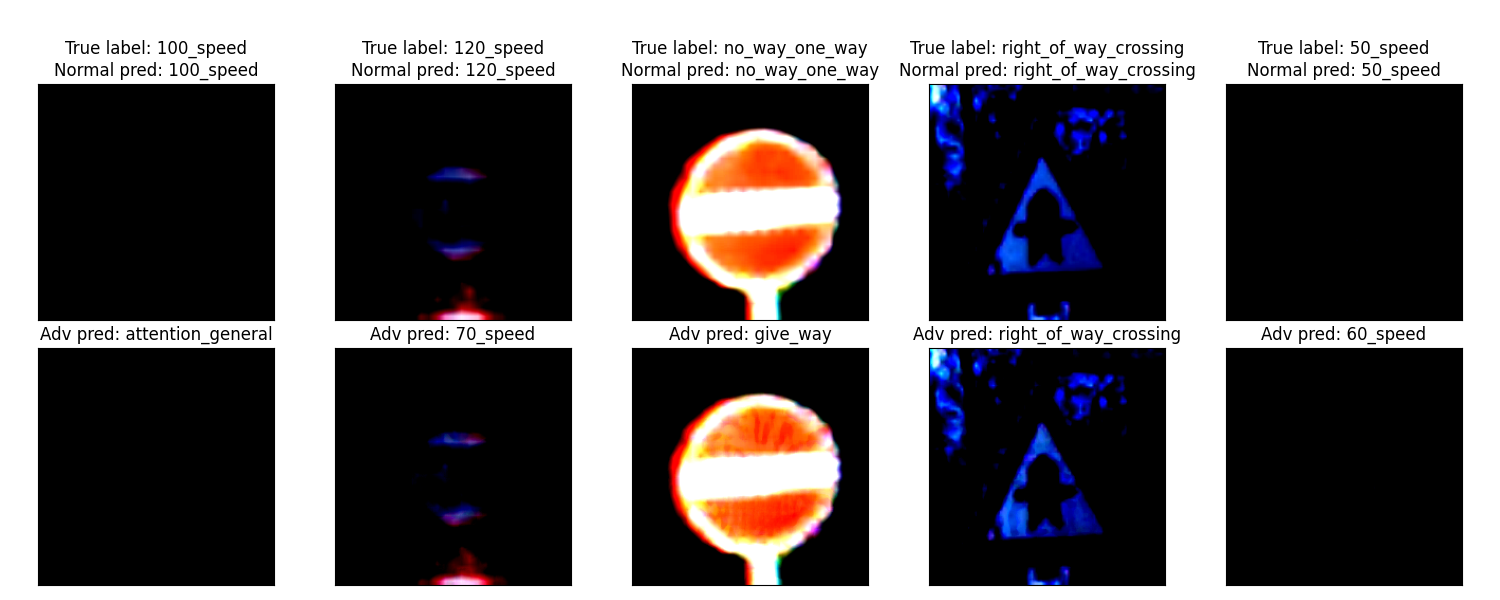 True label: 100_speed
Normal pred: 100_speed
True label: 120_speed
Normal pred: 120_speed
True label: no_way_one_way
Normal pred: no_way_one_way
True label: right_of_way_crossing
Normal pred: right_of_way_crossing
True label: 50_speed
Normal pred: 50_speed
Adv pred: attention_general
Adv pred: 70_speed
Adv pred: give_way
Adv pred: right_of_way_crossing
Adv pred: 60_speed